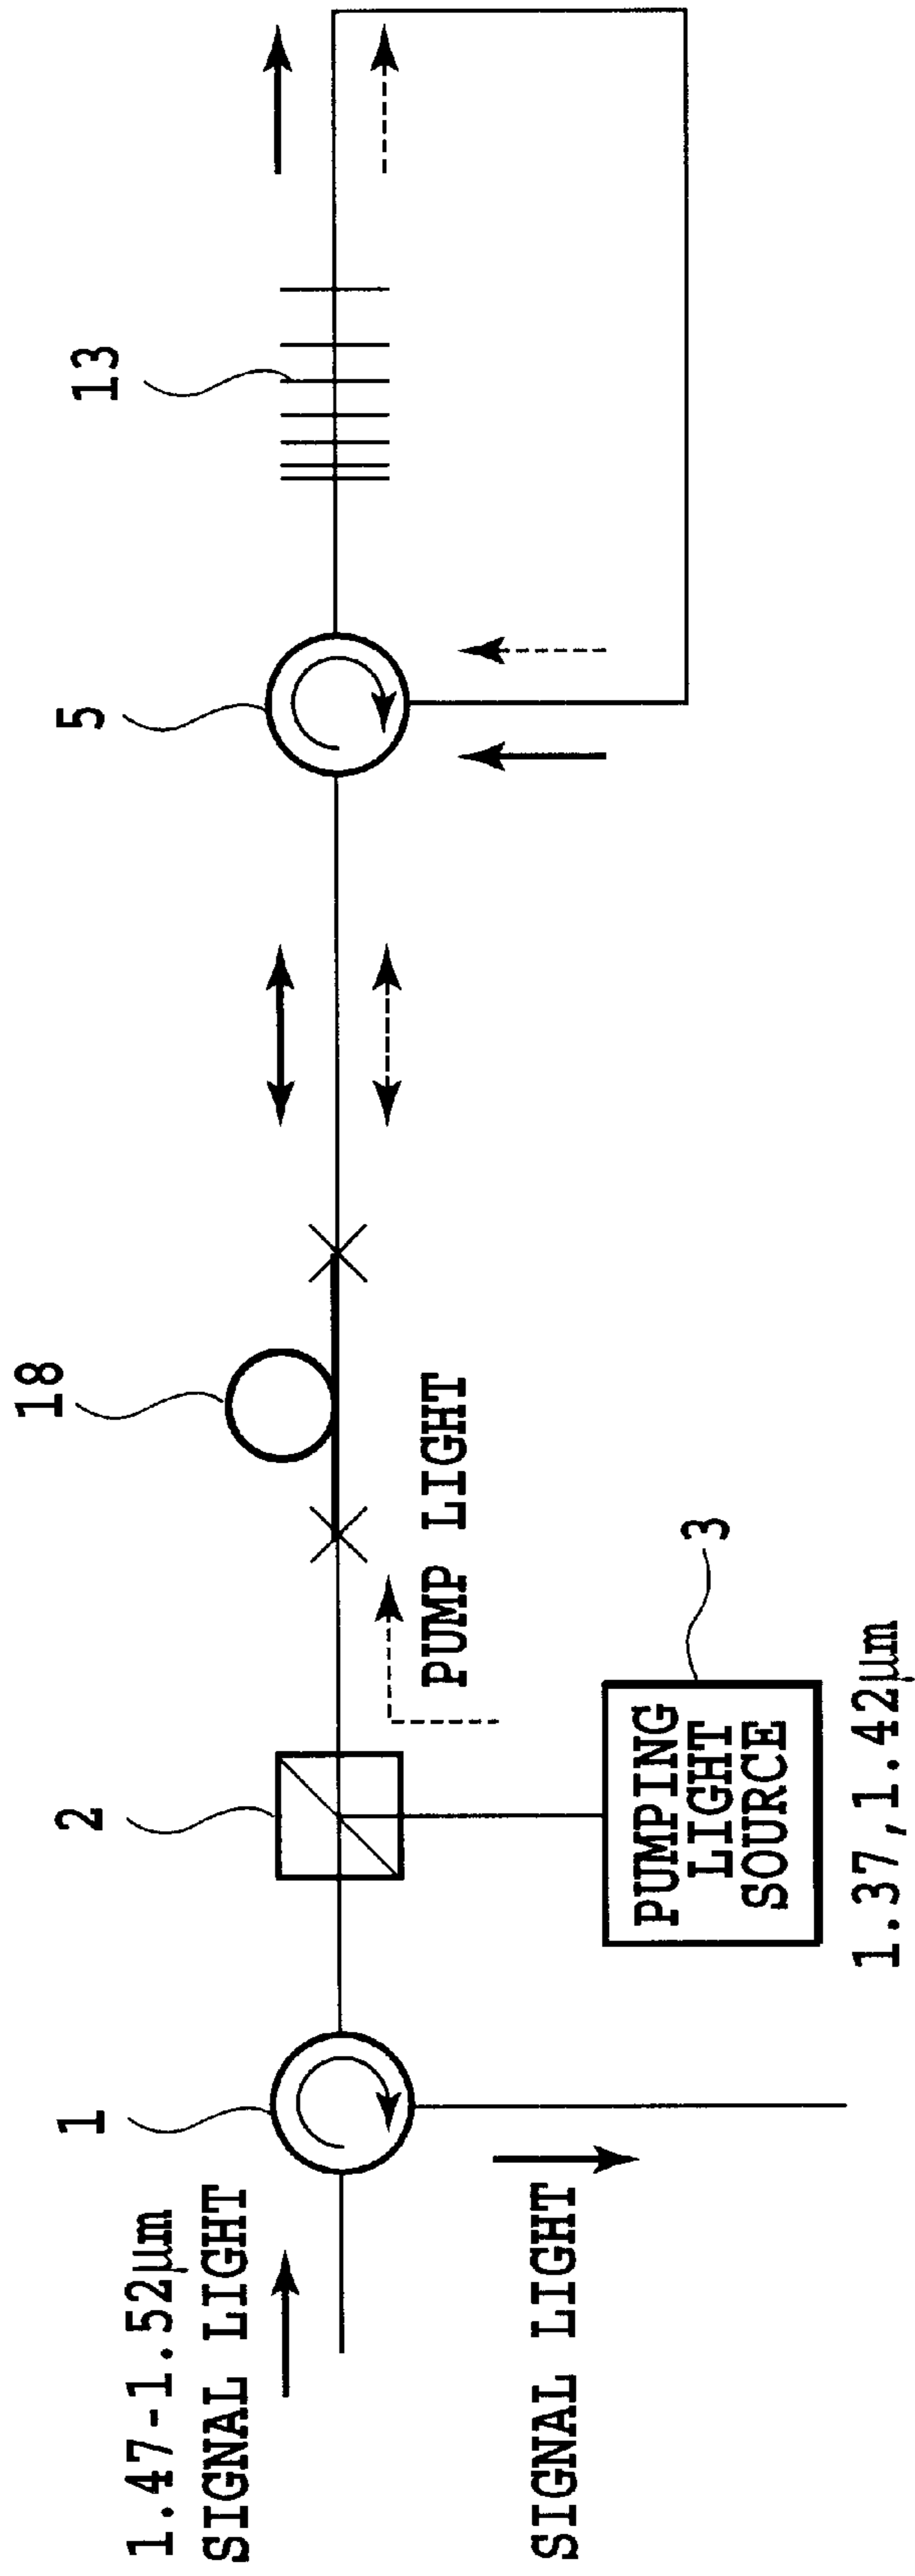 1.47-1.52μm
SIGNAL LIGHT
SIGNAL LIGHT
1
2
PUMPING
LIGHT
SOURCE
3
1.37,1.42μm
PUMP LIGHT
18
5
13